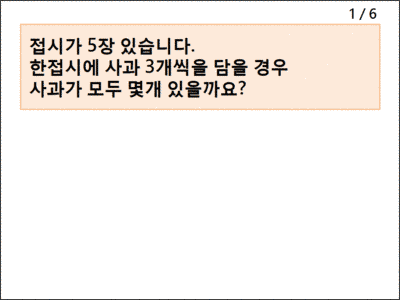 1 / 6
접시가 5장 있습니다.
한접시에 사과 3개씩을 담을 경우
사과가 모두 몇개 있을까요?